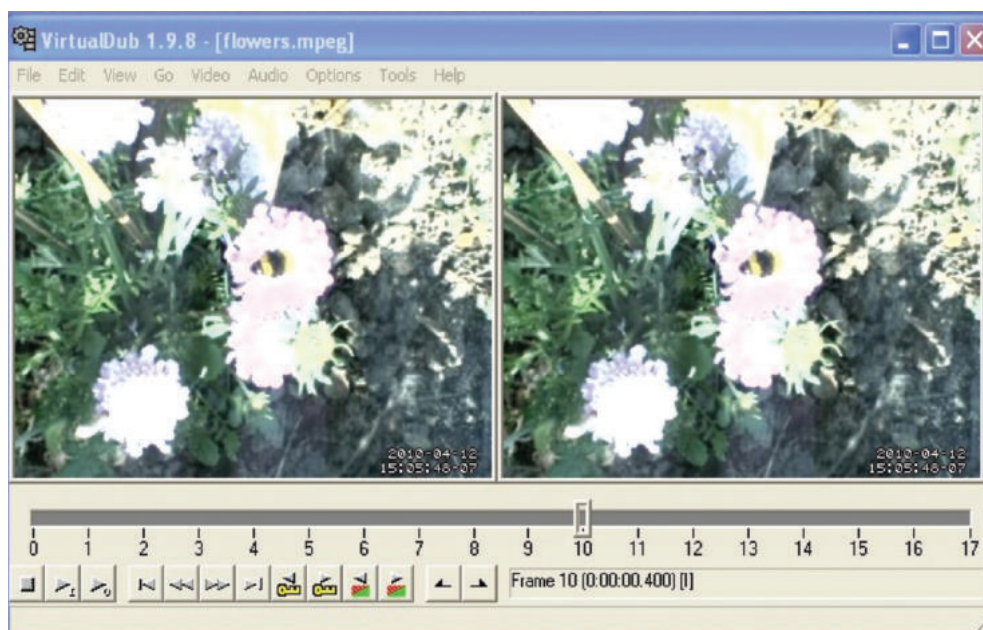 VirtualDub 1.9.8 - [flowers.mpeg]
File Edit View Go Video Audio Options Tools Help
2010-04-12
15:05:48-07
2010-04-12
15:05:48-07
0 1 2 3 4 5 6 7 8 9 10 11 12 13 14 15 16 17
Frame 10 (0:00:00.400) [I]